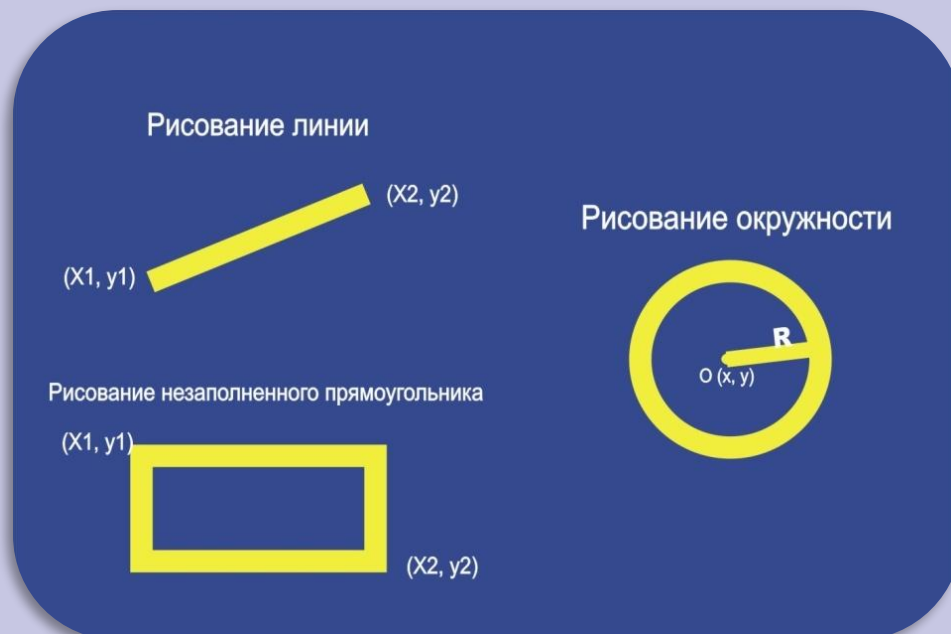 Рисование линии
(X2, y2)
(X1, y1)
Рисование незаполненного прямоугольника
(X1, y1)
(X2, y2)
Рисование окружности
R
O (x, y)